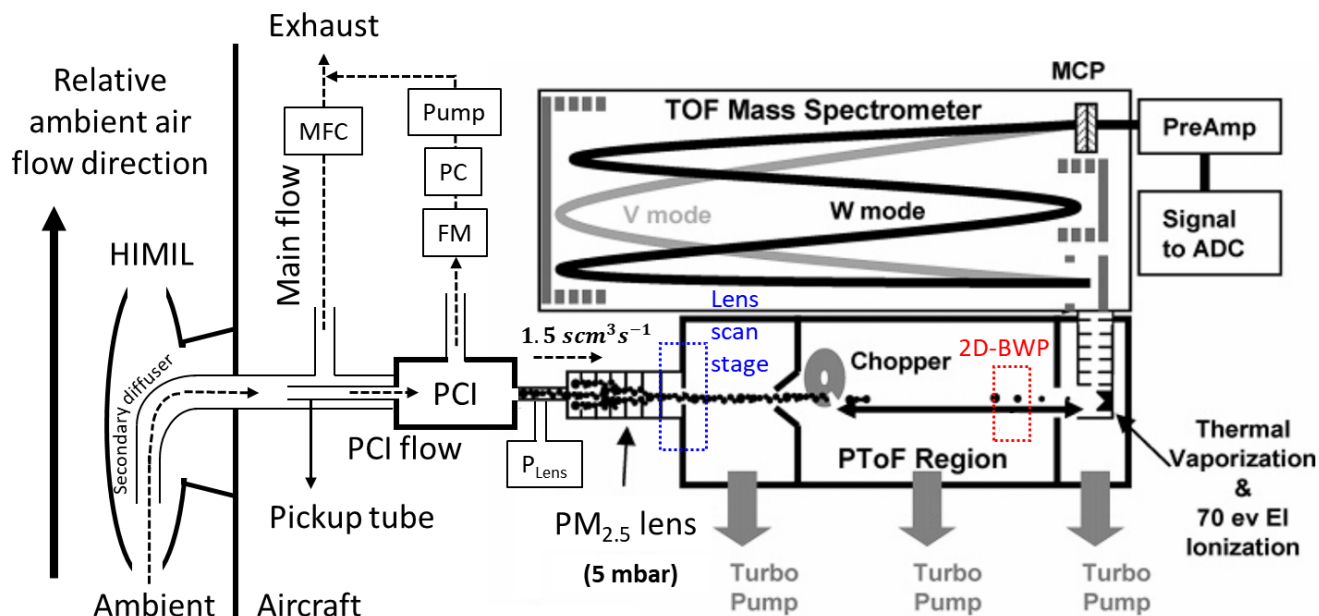 Exhaust
Relative
ambient air
flow direction
MFC
Pump
PC
FM
Main flow
HIMIL
Secondary diffuser
PCI
PCI flow
Pickup tube
Ambient
Aircraft
1.5 scm³s⁻¹
P_Lens
PM₂.₅ lens
(5 mbar)
Lens
scan
stage
MCP
TOF Mass Spectrometer
V mode
W mode
PreAmp
Signal
to ADC
Chopper
2D-BWP
PToF Region
Thermal
Vaporization
&
70 ev EI
Ionization
Turbo
Pump
Turbo
Pump
Turbo
Pump